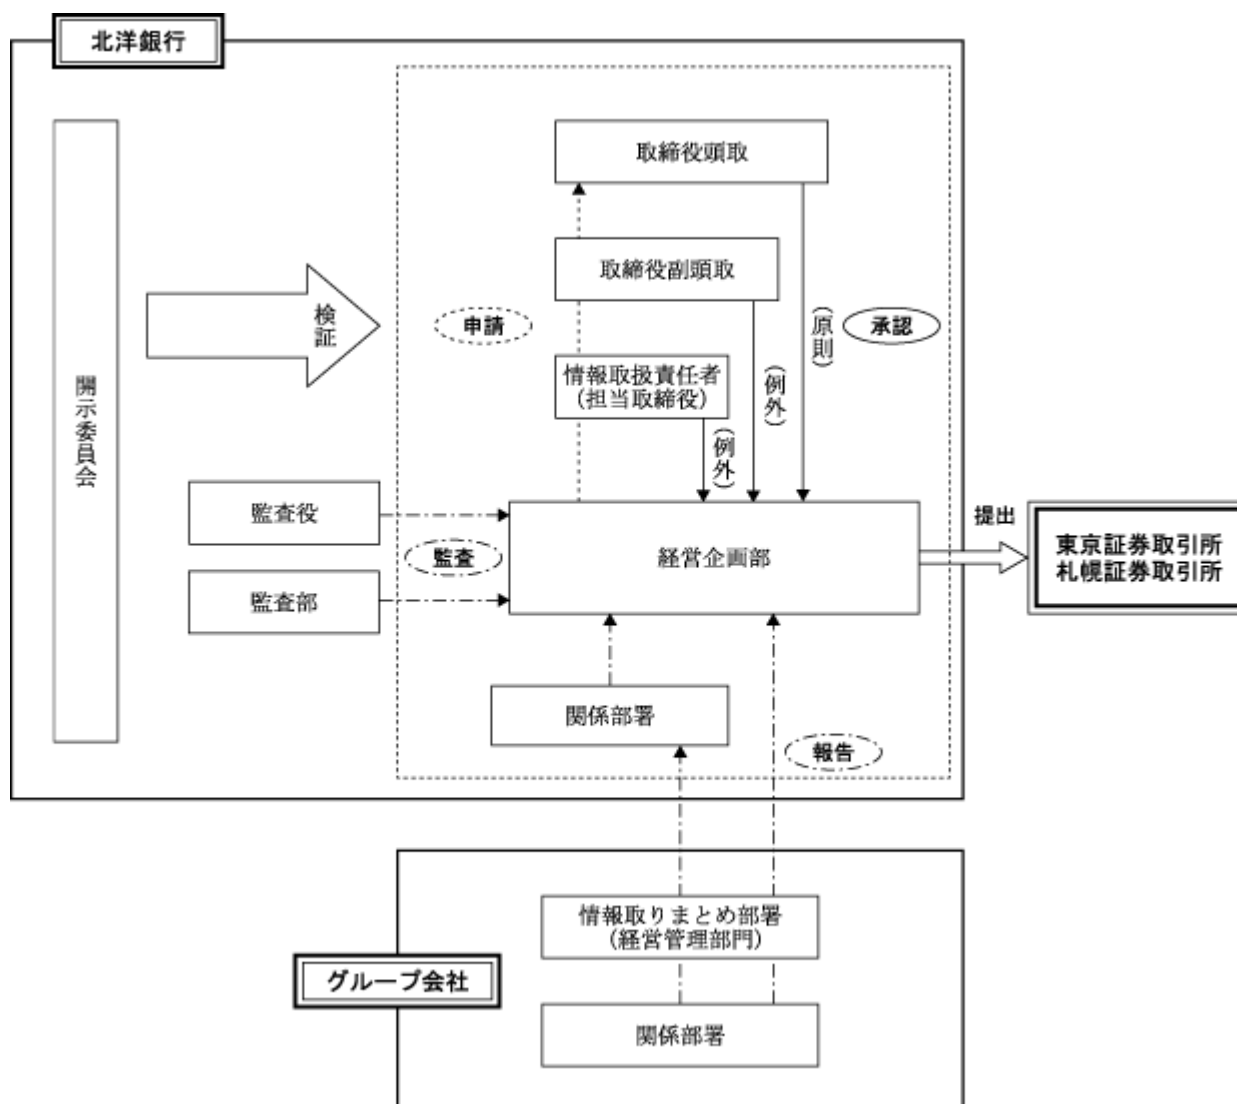 北洋銀行
取締役頭取
取締役副頭取
検証
申請
(原則)
承認
情報取扱責任者
(担当取締役)
(例外)
(例外)
開示委員会
監査役
監査
監査部
経営企画部
提出
東京証券取引所
札幌証券取引所
関係部署
報告
情報取りまとめ部署
(経営管理部門)
グループ会社
関係部署